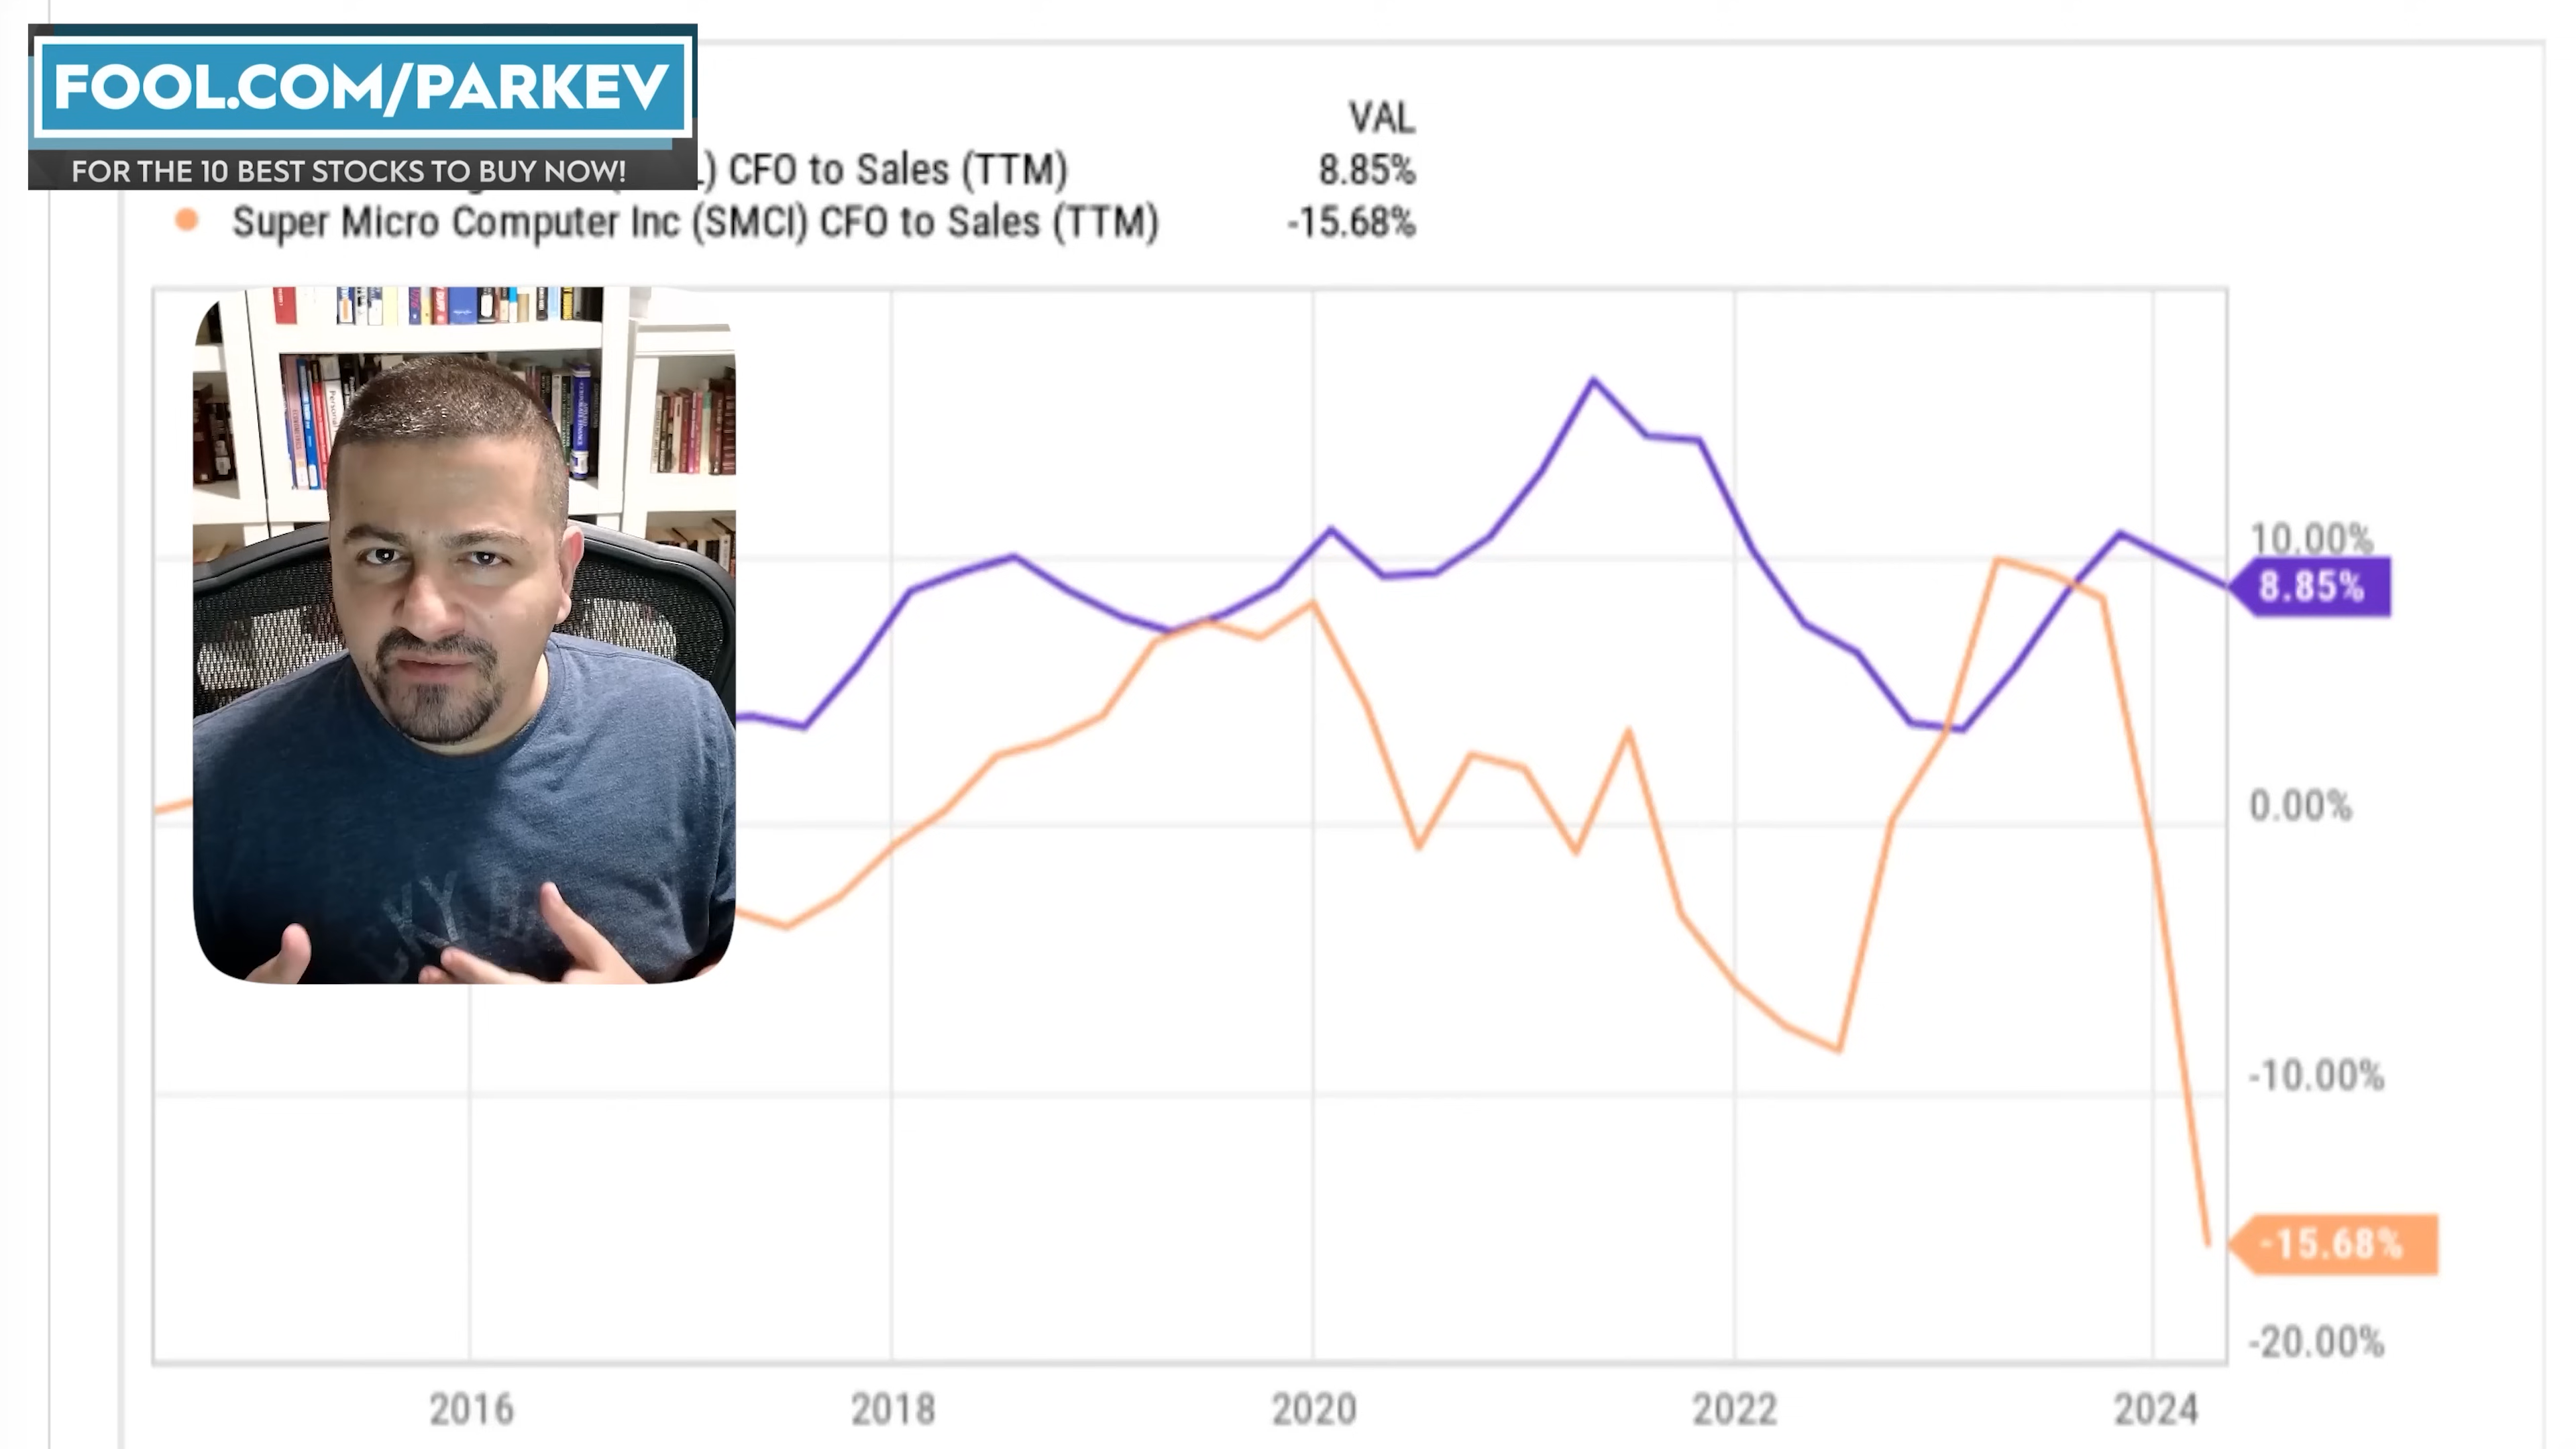 FOOL.COM/PARKEV
FOR THE 10 BEST STOCKS TO BUY NOW!
VAL
CFO to Sales (TTM) 8.85%
Super Micro Computer Inc (SMCI) CFO to Sales (TTM) -15.68%
10.00%
8.85%
0.00%
-10.00%
-15.68%
-20.00%
2016 2018 2020 2022 2024